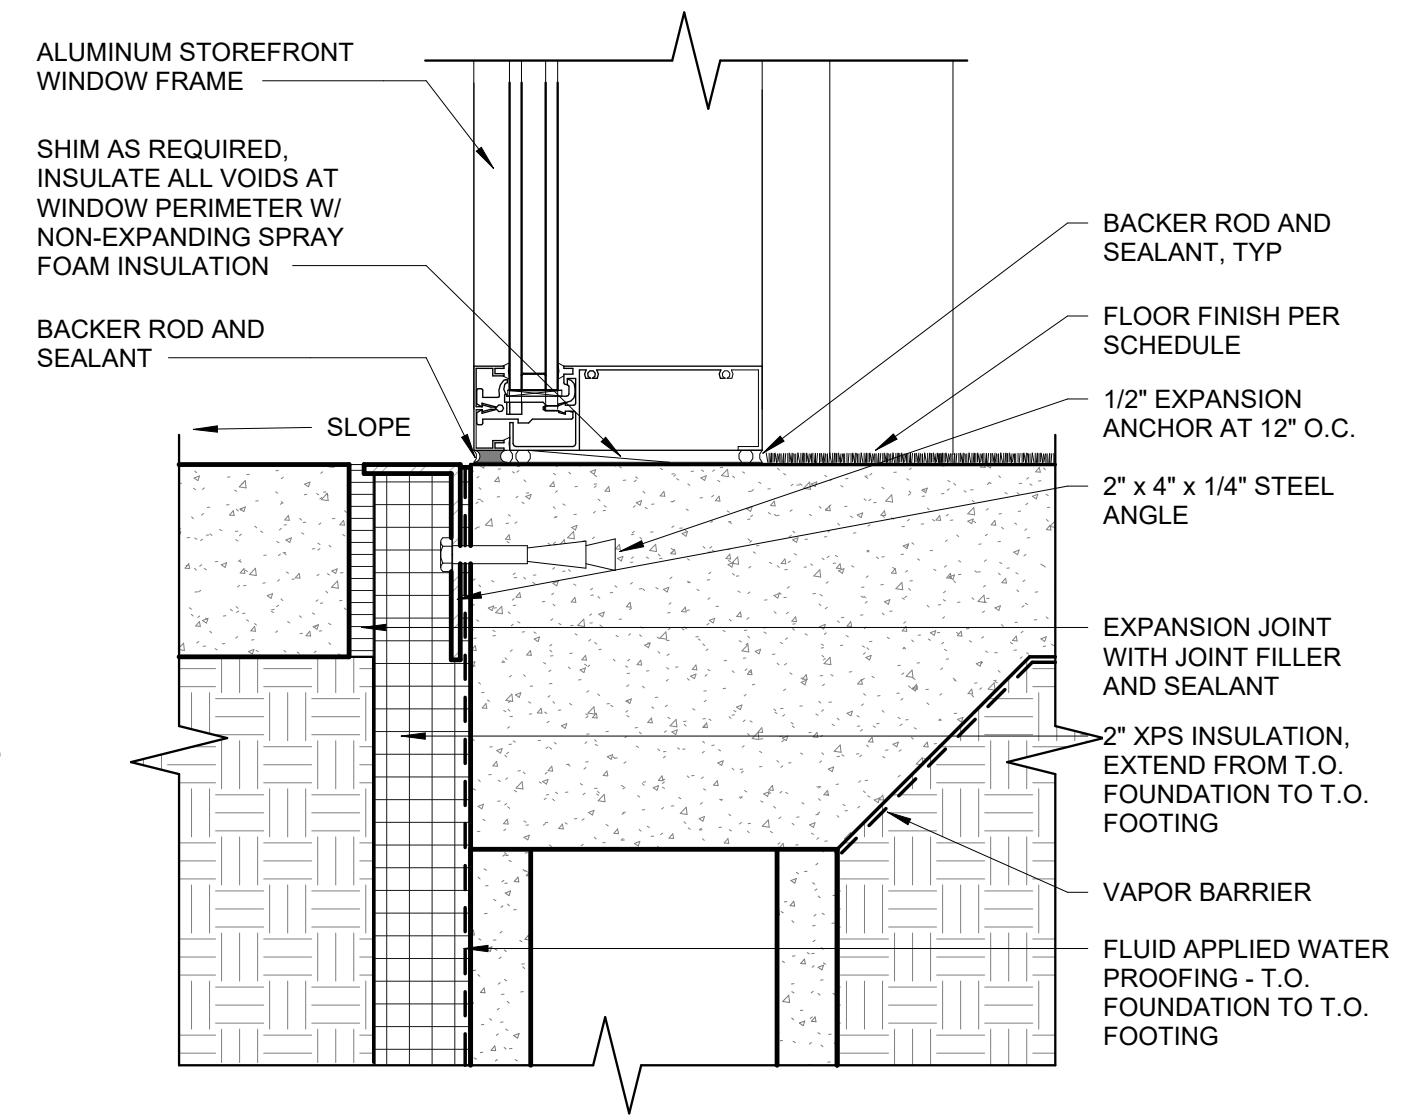 ALUMINUM STOREFRONT
WINDOW FRAME
SHIM AS REQUIRED,
INSULATE ALL VOIDS AT
WINDOW PERIMETER W/
NON-EXPANDING SPRAY
FOAM INSULATION
BACKER ROD AND
SEALANT
SLOPE
BACKER ROD AND
SEALANT, TYP
FLOOR FINISH PER
SCHEDULE
1/2" EXPANSION
ANCHOR AT 12" O.C.
2" x 4" x 1/4" STEEL
ANGLE
EXPANSION JOINT
WITH JOINT FILLER
AND SEALANT
2" XPS INSULATION,
EXTEND FROM T.O.
FOUNDATION TO T.O.
FOOTING
VAPOR BARRIER
FLUID APPLIED WATER
PROOFING - T.O.
FOUNDATION TO T.O.
FOOTING